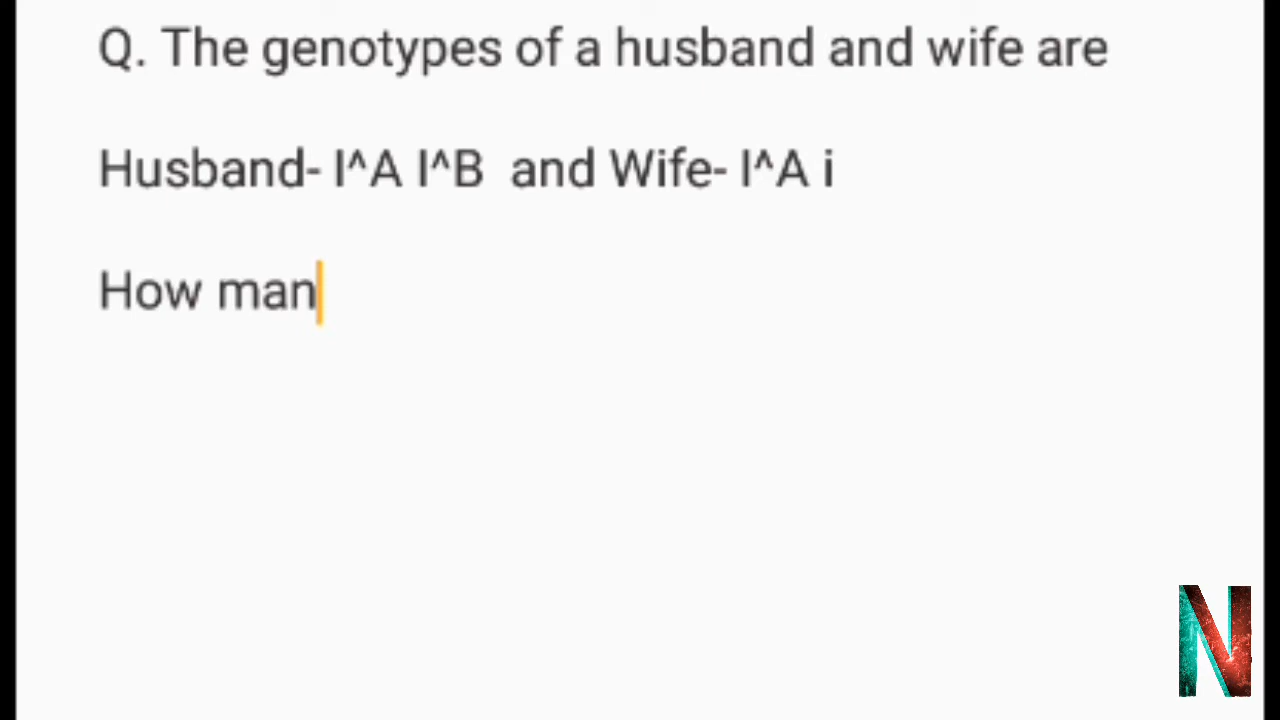 Q. The genotypes of a husband and wife are
Husband- I^A I^B  and Wife- I^A i
How man
N